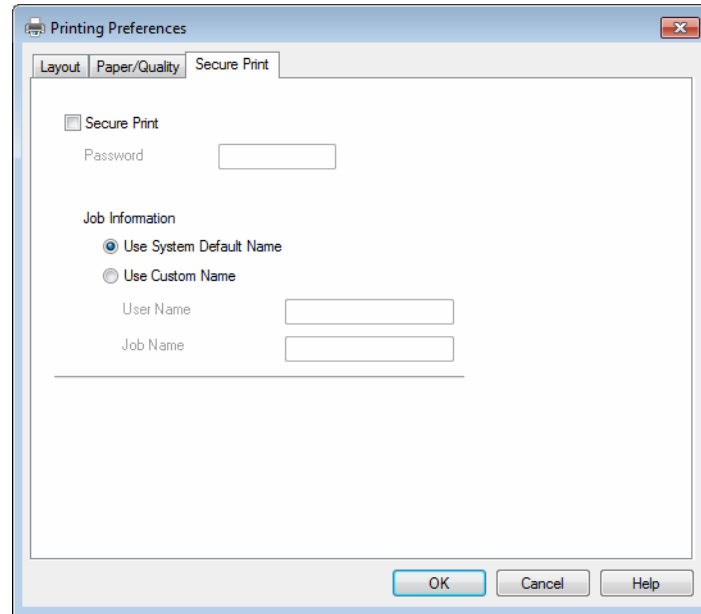 Printing Preferences
Layout Paper/Quality Secure Print
Secure Print
Password
Job Information
Use System Default Name
Use Custom Name
User Name
Job Name
OK Cancel Help